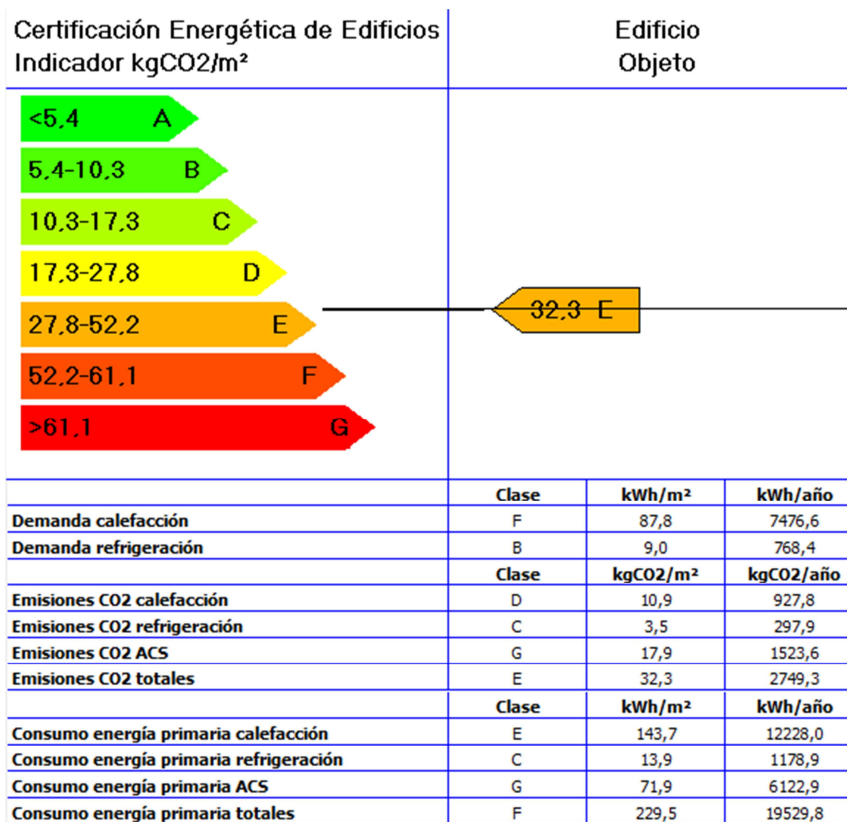 Certificación Energética de Edificios
Indicador kgCO2/m²
Edificio
Objeto
<5,4 A
5,4-10,3 B
10,3-17,3 C
17,3-27,8 D
27,8-52,2 E
52,2-61,1 F
>61,1 G
32,3 E
Clase kWh/m² kWh/año
Demanda calefacción F 87,8 7476,6
Demanda refrigeración B 9,0 768,4
Clase kgCO2/m² kgCO2/año
Emisiones CO2 calefacción D 10,9 927,8
Emisiones CO2 refrigeración C 3,5 297,9
Emisiones CO2 ACS G 17,9 1523,6
Emisiones CO2 totales E 32,3 2749,3
Clase kWh/m² kWh/año
Consumo energía primaria calefacción E 143,7 12228,0
Consumo energía primaria refrigeración C 13,9 1178,9
Consumo energía primaria ACS G 71,9 6122,9
Consumo energía primaria totales F 229,5 19529,8